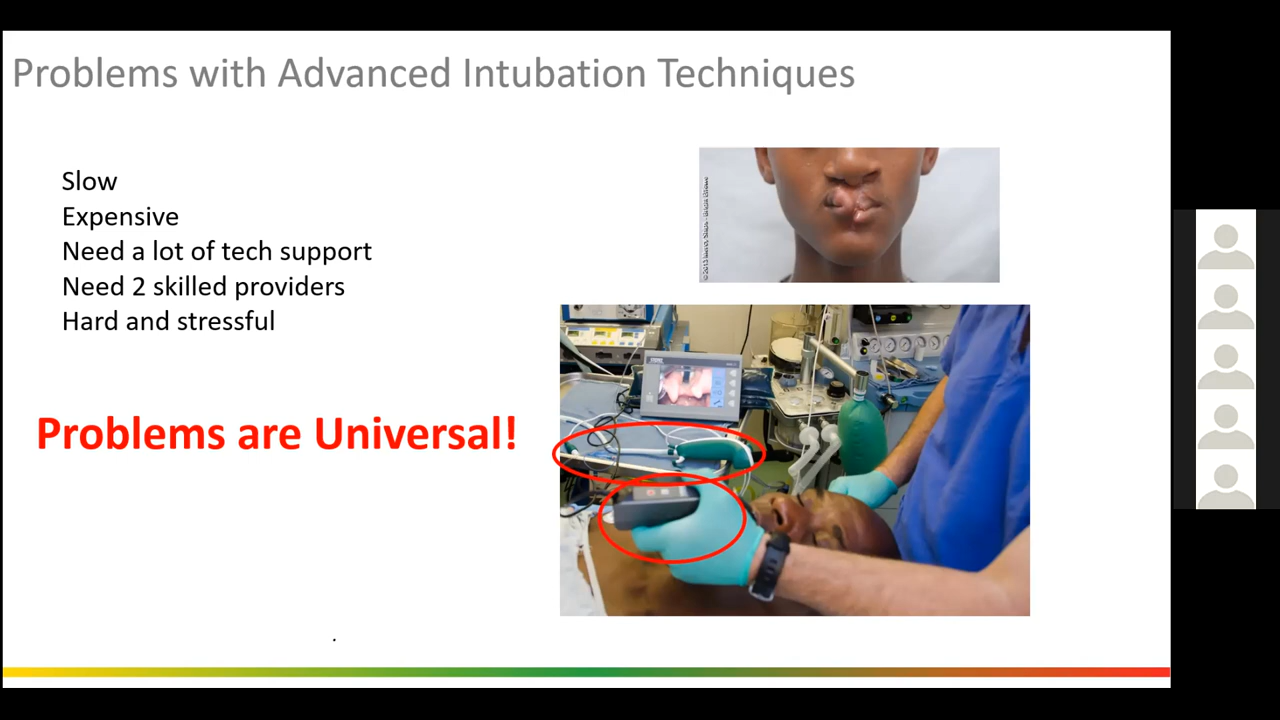 Problems with Advanced Intubation Techniques
Slow
Expensive
Need a lot of tech support
Need 2 skilled providers
Hard and stressful
Problems are Universal!